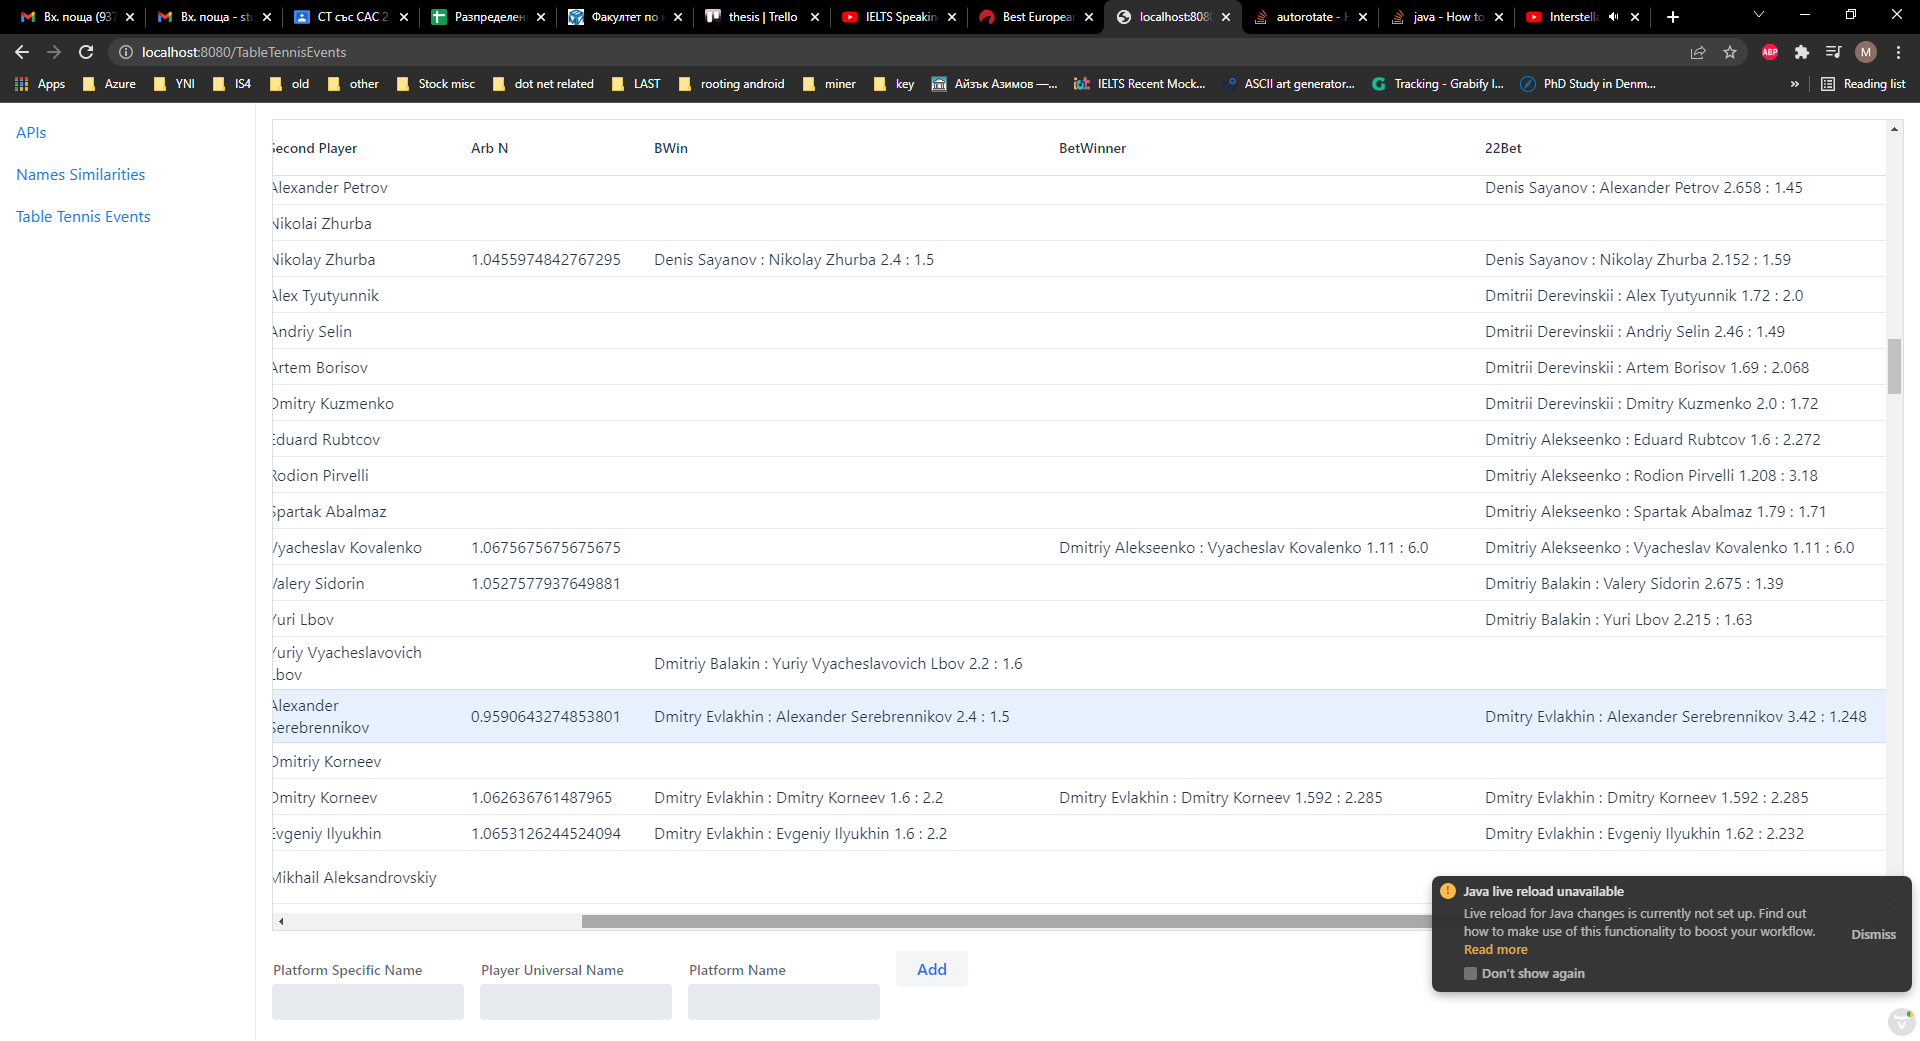 Вх. поща (937
Вх. поща - stu
СТ със САС 2
Разпределен
Факултет по м
thesis | Trello
IELTS Speakin
Best European
localhost:8080
autorotate - H
java - How to
Interstella
localhost:8080/TableTennisEvents
ABP
M
Apps
Azure
YNI
IS4
old
other
Stock misc
dot net related
LAST
rooting android
miner
key
Айзък Азимов —...
IELTS Recent Mock...
ASCII art generator...
Tracking - Grabify I...
PhD Study in Denm...
»
Reading list
APIs
Names Similarities
Table Tennis Events
Second Player Arb N BWin BetWinner 22Bet
Alexander Petrov Denis Sayanov : Alexander Petrov 2.658 : 1.45
Nikolai Zhurba
Nikolay Zhurba 1.0455974842767295 Denis Sayanov : Nikolay Zhurba 2.4 : 1.5 Denis Sayanov : Nikolay Zhurba 2.152 : 1.59
Alex Tyutyunnik Dmitrii Derevinskii : Alex Tyutyunnik 1.72 : 2.0
Andriy Selin Dmitrii Derevinskii : Andriy Selin 2.46 : 1.49
Artem Borisov Dmitrii Derevinskii : Artem Borisov 1.69 : 2.068
Dmitry Kuzmenko Dmitrii Derevinskii : Dmitry Kuzmenko 2.0 : 1.72
Eduard Rubtcov Dmitriy Alekseenko : Eduard Rubtcov 1.6 : 2.272
Rodion Pirvelli Dmitriy Alekseenko : Rodion Pirvelli 1.208 : 3.18
Spartak Abalmaz Dmitriy Alekseenko : Spartak Abalmaz 1.79 : 1.71
Vyacheslav Kovalenko 1.0675675675675675 Dmitriy Alekseenko : Vyacheslav Kovalenko 1.11 : 6.0 Dmitriy Alekseenko : Vyacheslav Kovalenko 1.11 : 6.0
Valery Sidorin 1.0527577937649881 Dmitriy Balakin : Valery Sidorin 2.675 : 1.39
Yuri Lbov Dmitriy Balakin : Yuri Lbov 2.215 : 1.63
Yuriy Vyacheslavovich
Lbov
Dmitriy Balakin : Yuriy Vyacheslavovich Lbov 2.2 : 1.6
Alexander
Serebrennikov
0.9590643274853801 Dmitry Evlakhin : Alexander Serebrennikov 2.4 : 1.5 Dmitry Evlakhin : Alexander Serebrennikov 3.42 : 1.248
Dmitriy Korneev
Dmitry Korneev 1.062636761487965 Dmitry Evlakhin : Dmitry Korneev 1.6 : 2.2 Dmitry Evlakhin : Dmitry Korneev 1.592 : 2.285 Dmitry Evlakhin : Dmitry Korneev 1.592 : 2.285
Evgeniy Ilyukhin 1.0653126244524094 Dmitry Evlakhin : Evgeniy Ilyukhin 1.6 : 2.2 Dmitry Evlakhin : Evgeniy Ilyukhin 1.62 : 2.232
Mikhail Aleksandrovskiy
Java live reload unavailable
Live reload for Java changes is currently not set up. Find out
how to make use of this functionality to boost your workflow.
Read more
Dismiss
Don't show again
Platform Specific Name Player Universal Name Platform Name Add